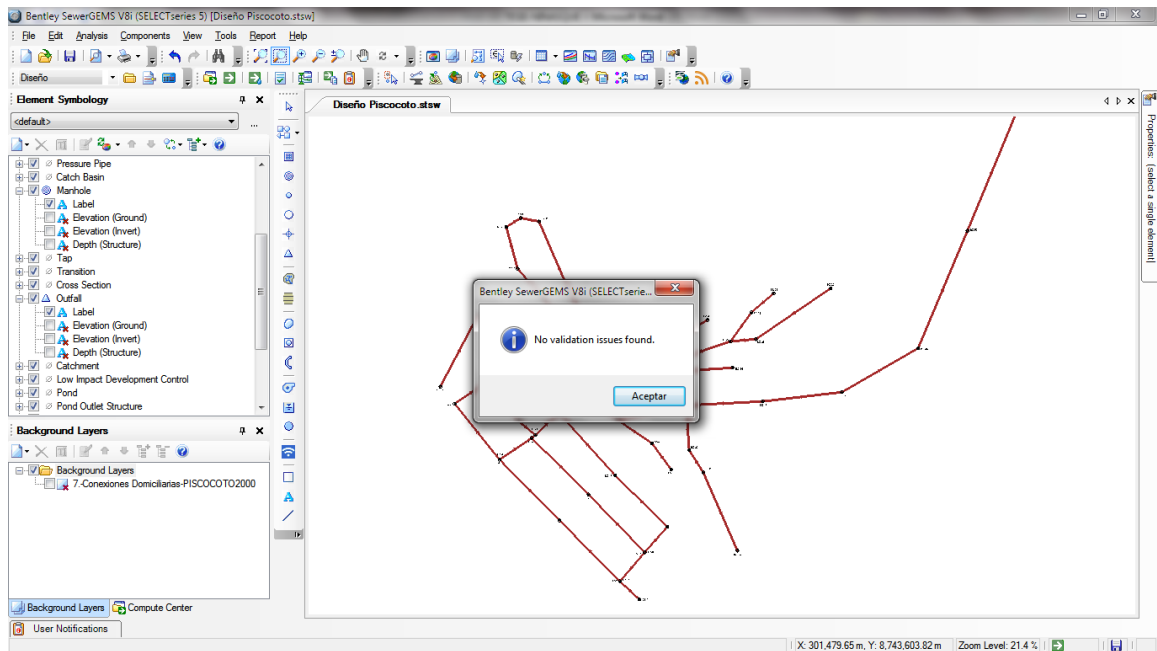 Bentley SewerGEMS V8i (SELECTseries 5) [Diseño Piscocoto.stsw]
File Edit Analysis Components View Tools Report Help
Diseño
Element Symbology
<default>
...
Pressure Pipe
Catch Basin
Manhole
Label
Elevation (Ground)
Elevation (Invert)
Depth (Structure)
Tap
Transition
Cross Section
Outfall
Label
Elevation (Ground)
Elevation (Invert)
Depth (Structure)
Catchment
Low Impact Development Control
Pond
Pond Outlet Structure
Background Layers
Background Layers
7.-Conexiones Domiciliarias-PISCOCOTO2000
Background Layers Compute Center
User Notifications
Diseño Piscocoto.stsw
Bentley SewerGEMS V8i (SELECTserie...
No validation issues found.
Aceptar
Properties: (select a single element)
X: 301,479.65 m, Y: 8,743,603.82 m Zoom Level: 21.4 %